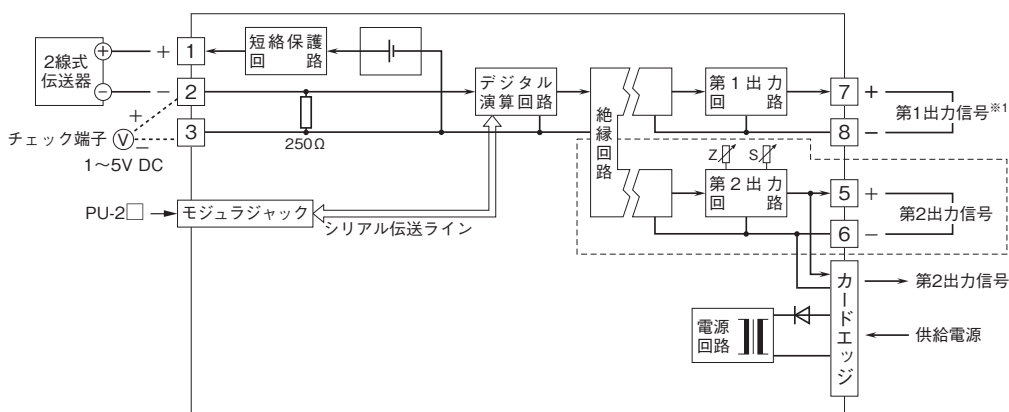 2線式
伝送器
+
−
+
−
1
2
3
短絡保護
回路
+
V
−
チェック端子
1～5V DC
250Ω
デジタル
演算回路
絶縁回路
第1出力
回路
7
8
+
−
第1出力信号※1
Z
S
第2出力
回路
5
6
+
−
第2出力信号
PU-2□
モジュラジャック
シリアル伝送ライン
カードエッジ
第2出力信号
電源
回路
供給電源